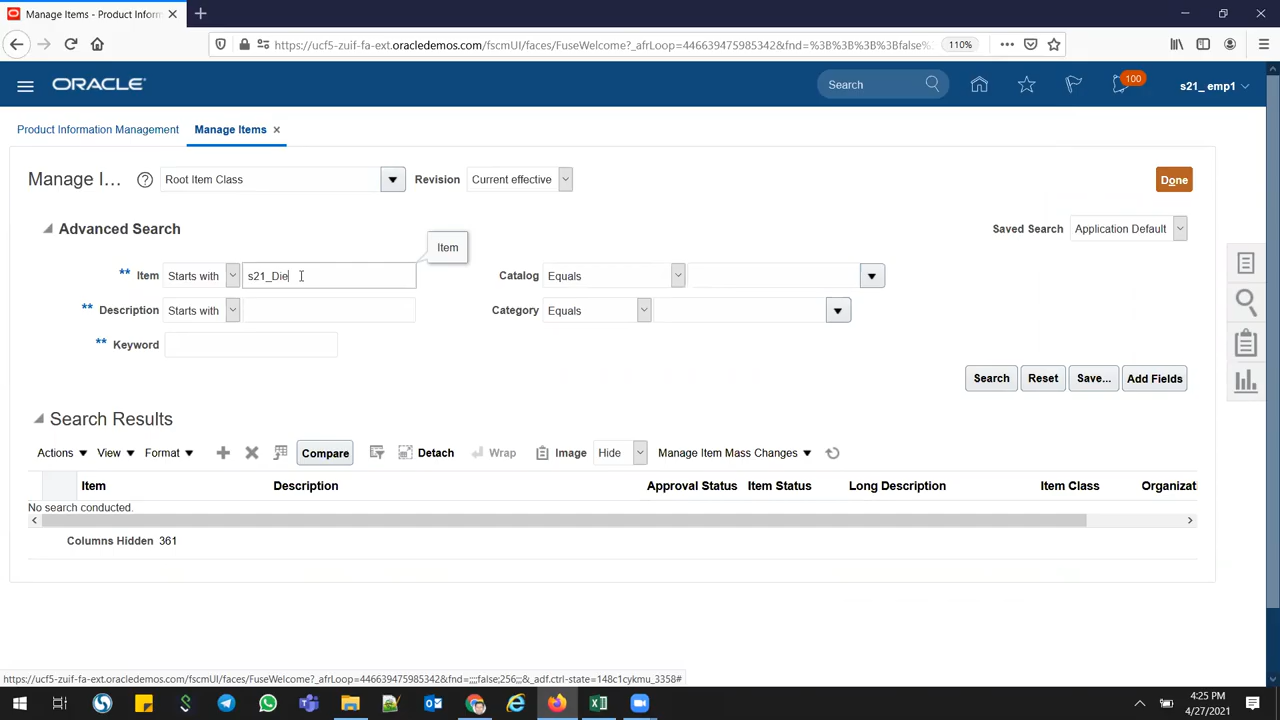 Manage Items - Product Inform
https://ucf5-zuif-fa-ext.oracledemos.com/fscmUI/faces/FuseWelcome?_afrLoop=446639475985342&fnd=%3B%3B%3B%3Bfalse%
110%
ORACLE
Search
100
s21_ emp1
Product Information Management
Manage Items
Manage I...
Root Item Class
Revision
Current effective
Done
Advanced Search
Saved Search
Application Default
Item
** Item
Starts with
s21_Die
Catalog
Equals
** Description
Starts with
Category
Equals
** Keyword
Search
Reset
Save...
Add Fields
Search Results
Actions
View
Format
Compare
Detach
Wrap
Image
Hide
Manage Item Mass Changes
Item
Description
Approval Status
Item Status
Long Description
Item Class
Organizat
No search conducted.
Columns Hidden 361
https://ucf5-zuif-fa-ext.oracledemos.com/fscmUI/faces/FuseWelcome?_afrLoop=446639475985342&fnd=;;;;false;256;;;&_adf.ctrl-state=148c1cykmu_3358#
4:25 PM
4/27/2021